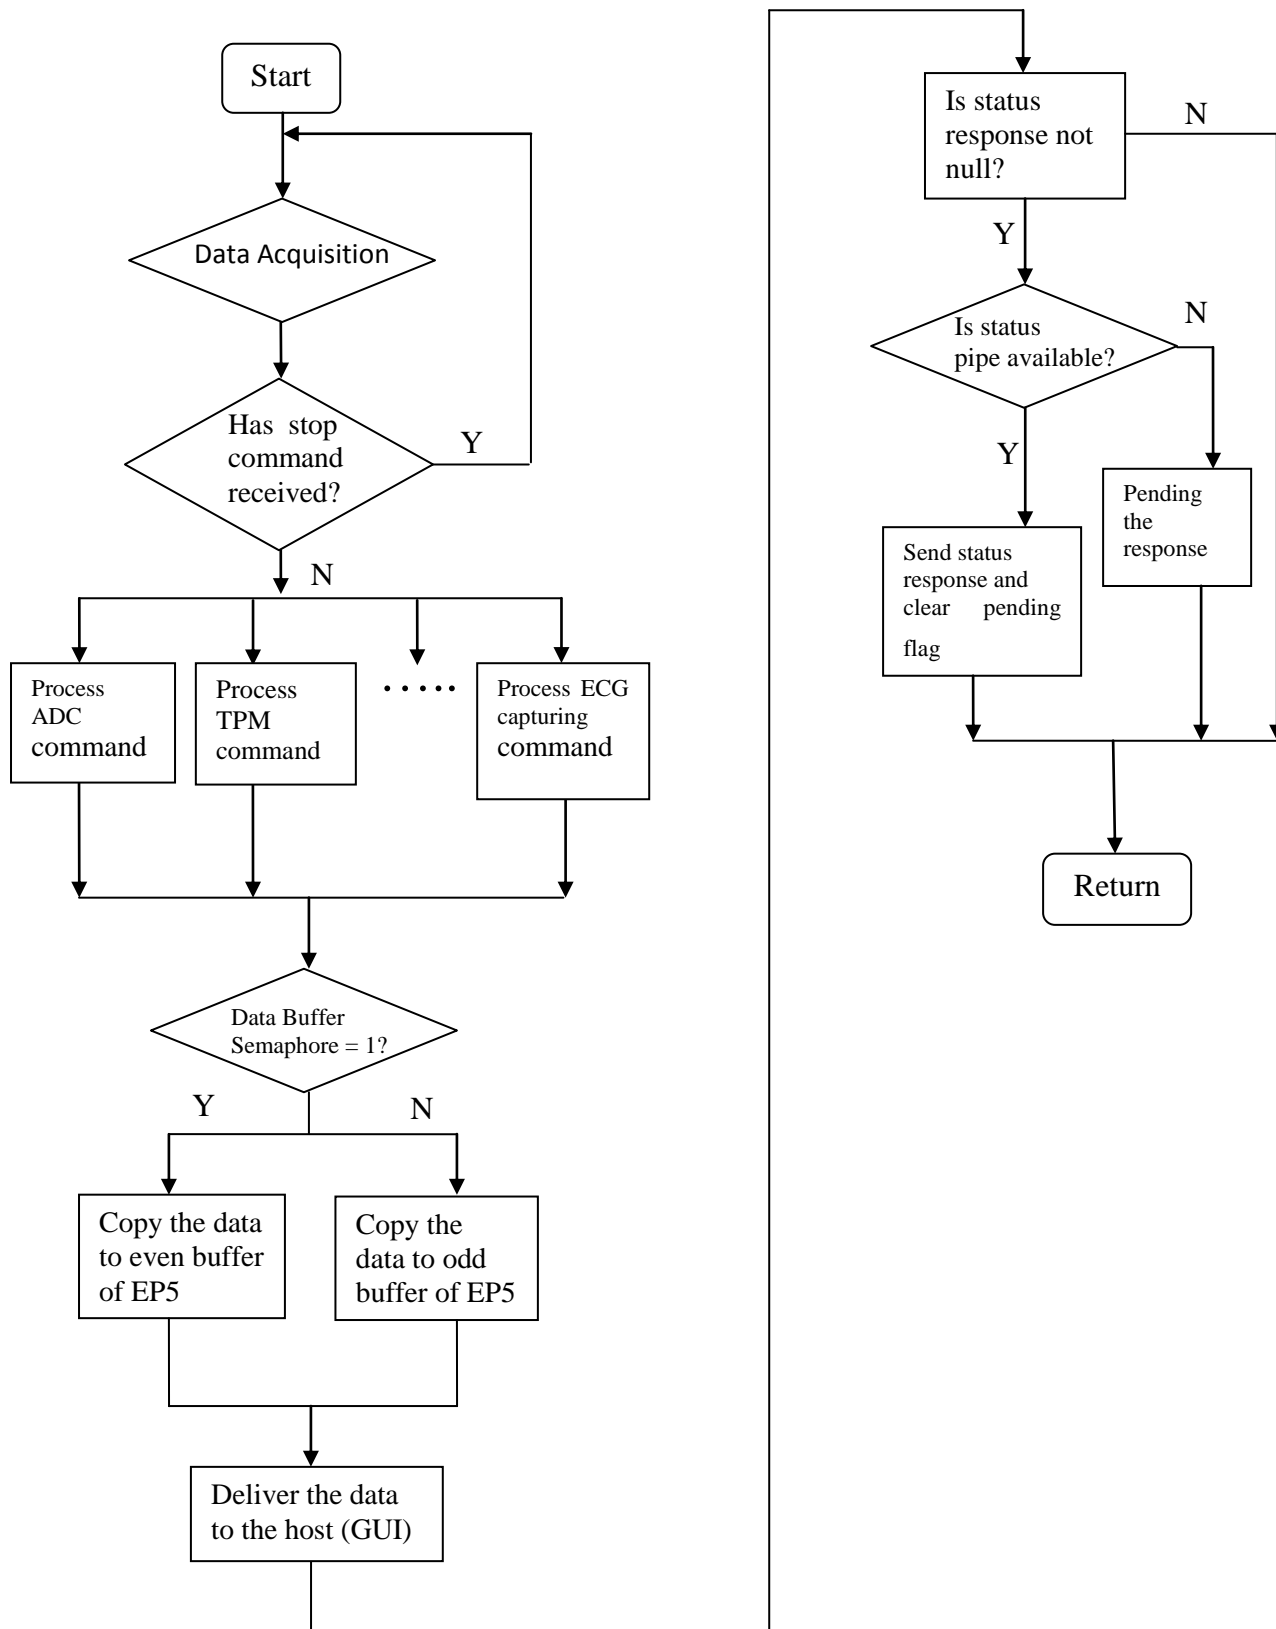 Start
Data Acquisition
Has stop
command
received?
Y
N
Process
ADC
command
Process
TPM
command
.....
Process ECG
capturing
command
Data Buffer
Semaphore = 1?
Y
N
Copy the data
to even buffer
of EP5
Copy the
data to odd
buffer of EP5
Deliver the data
to the host (GUI)
Is status
response not
null?
N
Y
Is status
pipe available?
N
Y
Pending
the
response
Send status
response and
clear pending
flag
Return